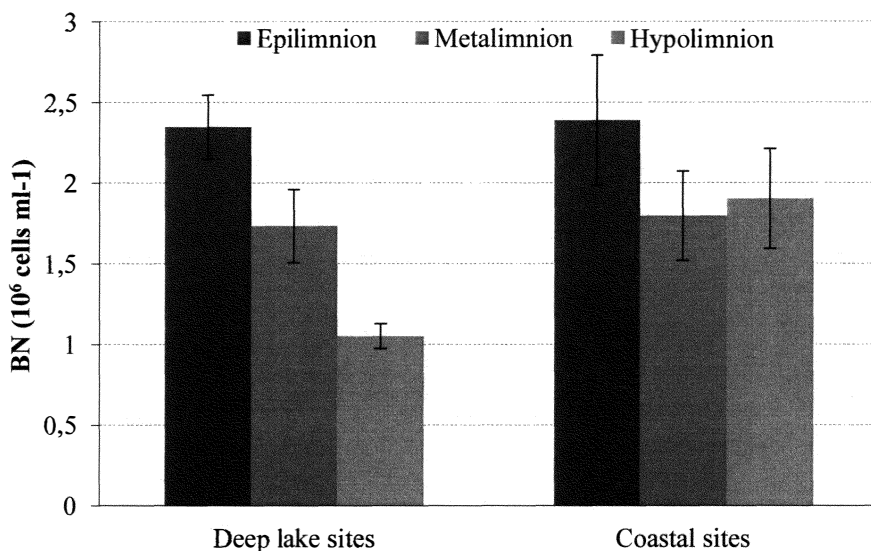 3
■ Epilimnion ■ Metalimnion ■ Hypolimnion
2,5
2
1,5
1
0,5
0
BN (10⁶ cells ml-1)
Deep lake sites Coastal sites